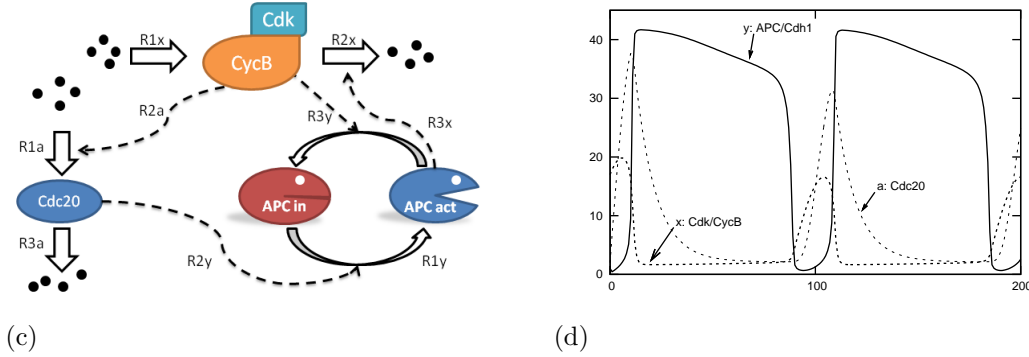 Cdk
R1x
CycB
R2x
R2a
R3y
R3x
R1a
Cdc20
APC in
APC act
R3a
R2y
R1y
(c)
y: APC/Cdh1
40
30
20
a: Cdc20
10
x: Cdk/CycB
0
0
100
200
(d)